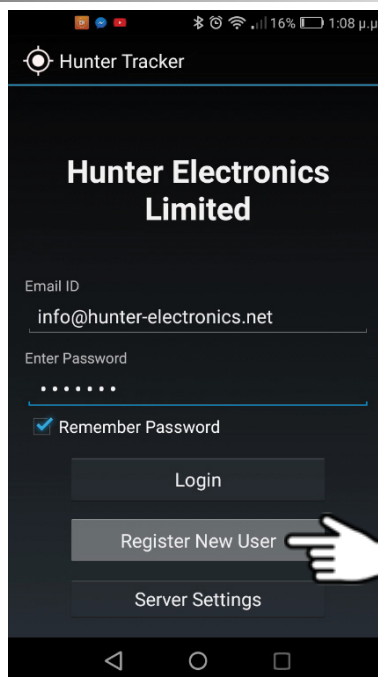 16% 1:08 μ.μ
Hunter Tracker
Hunter Electronics
Limited
Email ID
info@hunter-electronics.net
Enter Password
•••••••
Remember Password
Login
Register New User
Server Settings